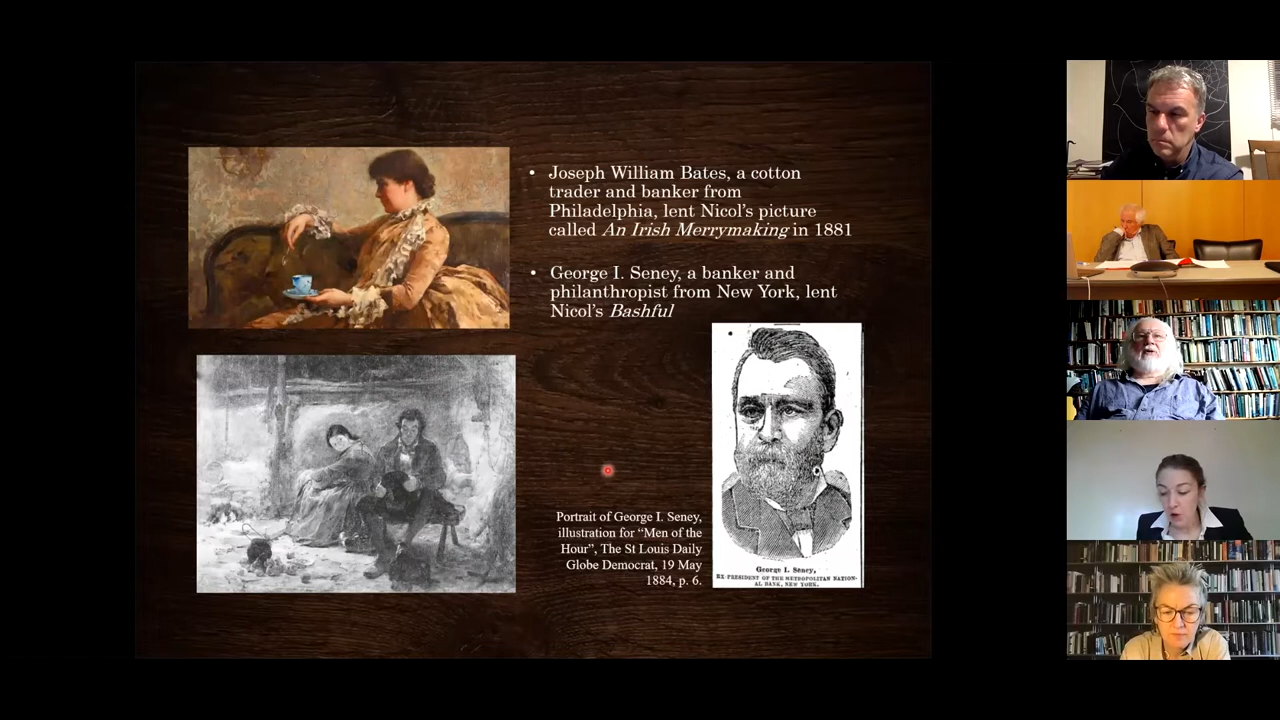 • Joseph William Bates, a cotton
trader and banker from
Philadelphia, lent Nicol's picture
called An Irish Merrymaking in 1881
• George I. Seney, a banker and
philanthropist from New York, lent
Nicol's Bashful
Portrait of George I. Seney,
illustration for “Men of the
Hour”, The St Louis Daily
Globe Democrat, 19 May
1884, p. 6.
George I. Seney,
EX-PRESIDENT OF THE METROPOLITAN NATION-
AL BANK, NEW YORK.